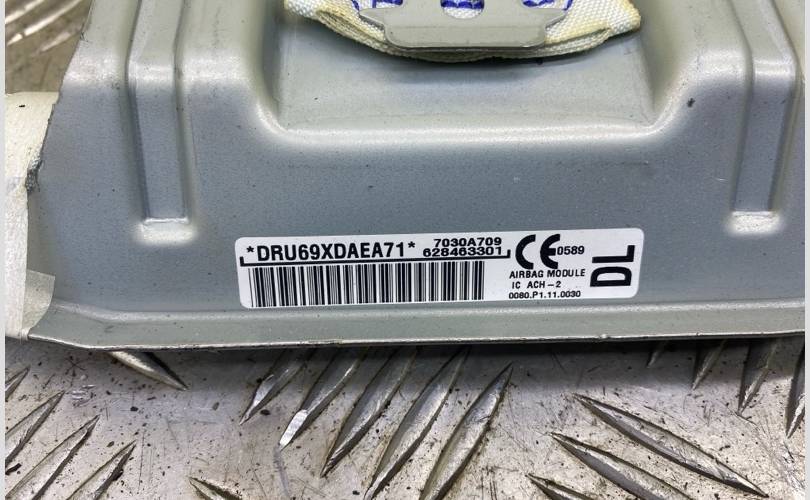 *DRU69XDAEA71*
7030A709
628463301
CE 0589
AIRBAG MODULE
IC ACH-2
0080.P1.11.0030
DL